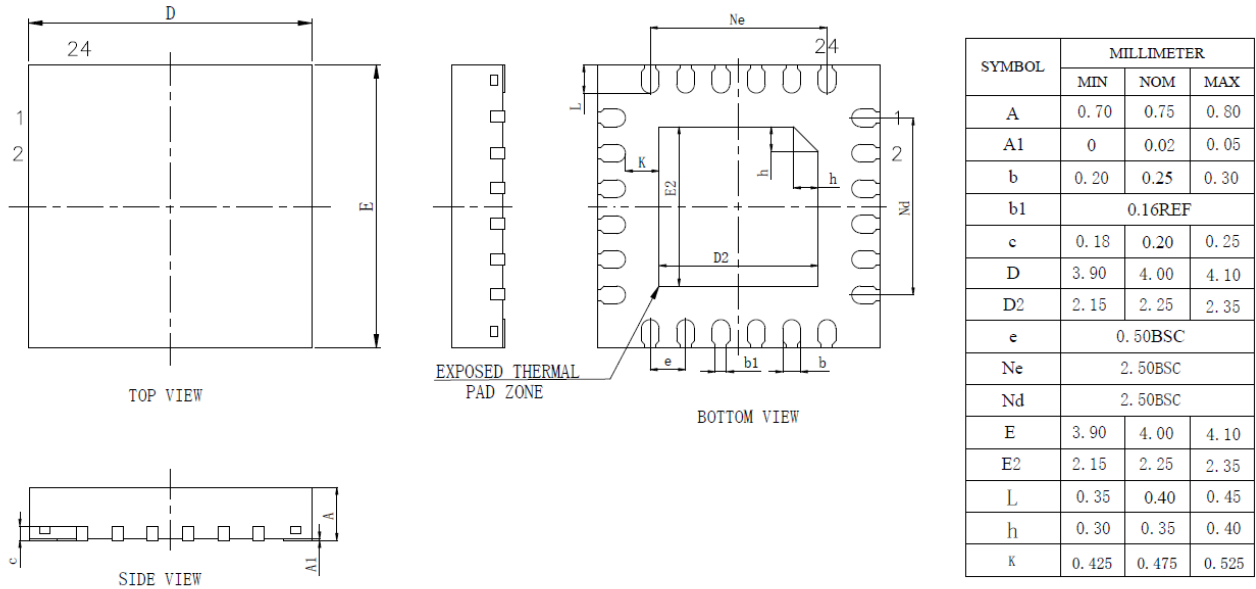 D
24
1
2
E
TOP VIEW
Ne
24
L
1
2
K
h
h
E2
Nd
D2
e
b1
b
EXPOSED THERMAL
PAD ZONE
BOTTOM VIEW
A
c
A1
SIDE VIEW
SYMBOL MILLIMETER
MIN NOM MAX
A 0.70 0.75 0.80
A1 0 0.02 0.05
b 0.20 0.25 0.30
b1 0.16REF
c 0.18 0.20 0.25
D 3.90 4.00 4.10
D2 2.15 2.25 2.35
e 0.50BSC
Ne 2.50BSC
Nd 2.50BSC
E 3.90 4.00 4.10
E2 2.15 2.25 2.35
L 0.35 0.40 0.45
h 0.30 0.35 0.40
K 0.425 0.475 0.525